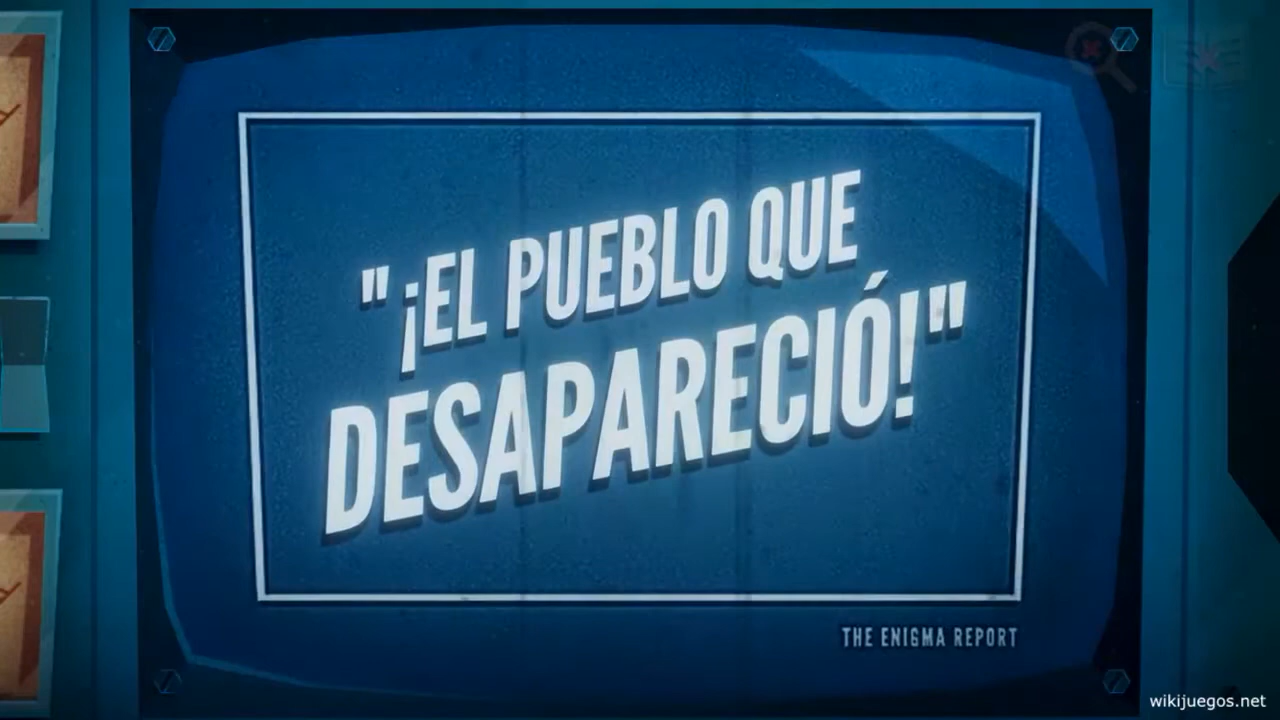 "¡EL PUEBLO QUE
DESAPARECIÓ!"
THE ENIGMA REPORT
wikijuegos.net